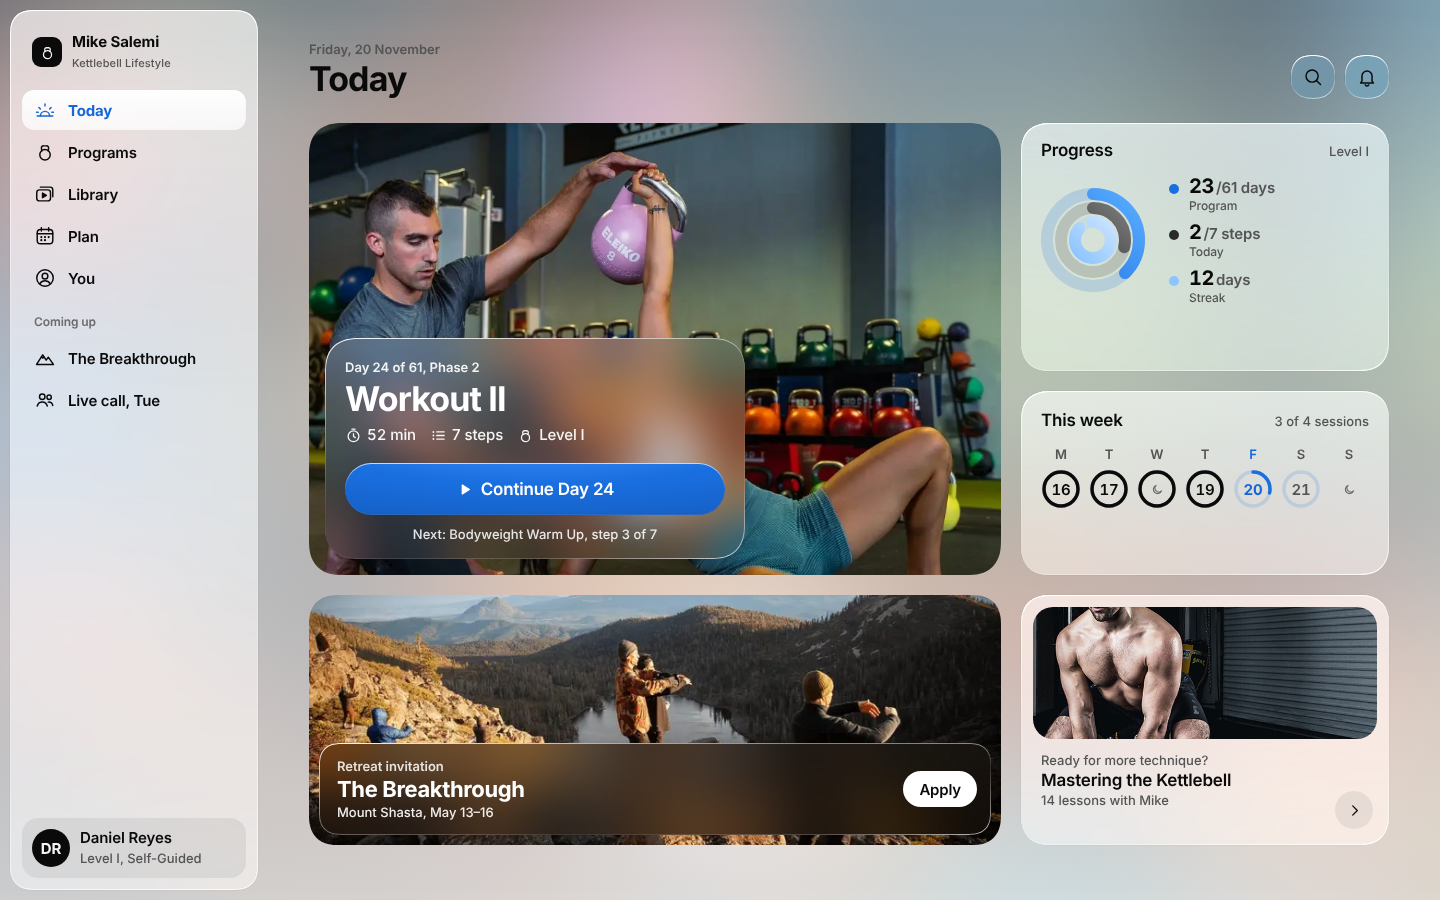 Mike Salemi
Kettlebell Lifestyle
Today
Programs
Library
Plan
You
Coming up
The Breakthrough
Live call, Tue
Daniel Reyes
DR
Level I, Self-Guided
Friday, 20 November
Today
FITNESS
ELEIKO
8
Day 24 of 61, Phase 2
Workout II
52 min 7 steps Level I
Continue Day 24
Next: Bodyweight Warm Up, step 3 of 7
Progress Level I
23/61 days
Program
2/7 steps
Today
12 days
Streak
This week 3 of 4 sessions
M T W T F S S
16 17 19 20 21
Retreat invitation
The Breakthrough
Mount Shasta, May 13–16
Apply
Ready for more technique?
Mastering the Kettlebell
14 lessons with Mike